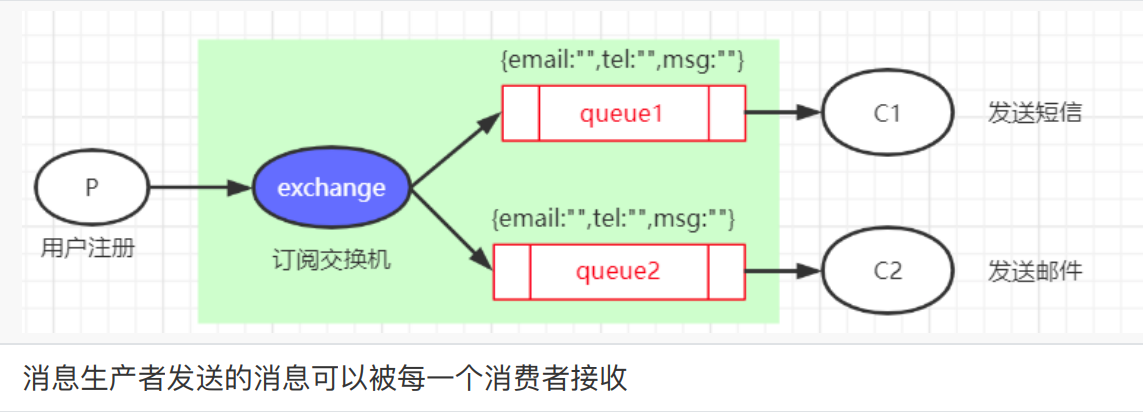 {email:"",tel:"",msg:""}
queue1
C1
发送短信
P
用户注册
exchange
订阅交换机
{email:"",tel:"",msg:""}
queue2
C2
发送邮件
消息生产者发送的消息可以被每一个消费者接收